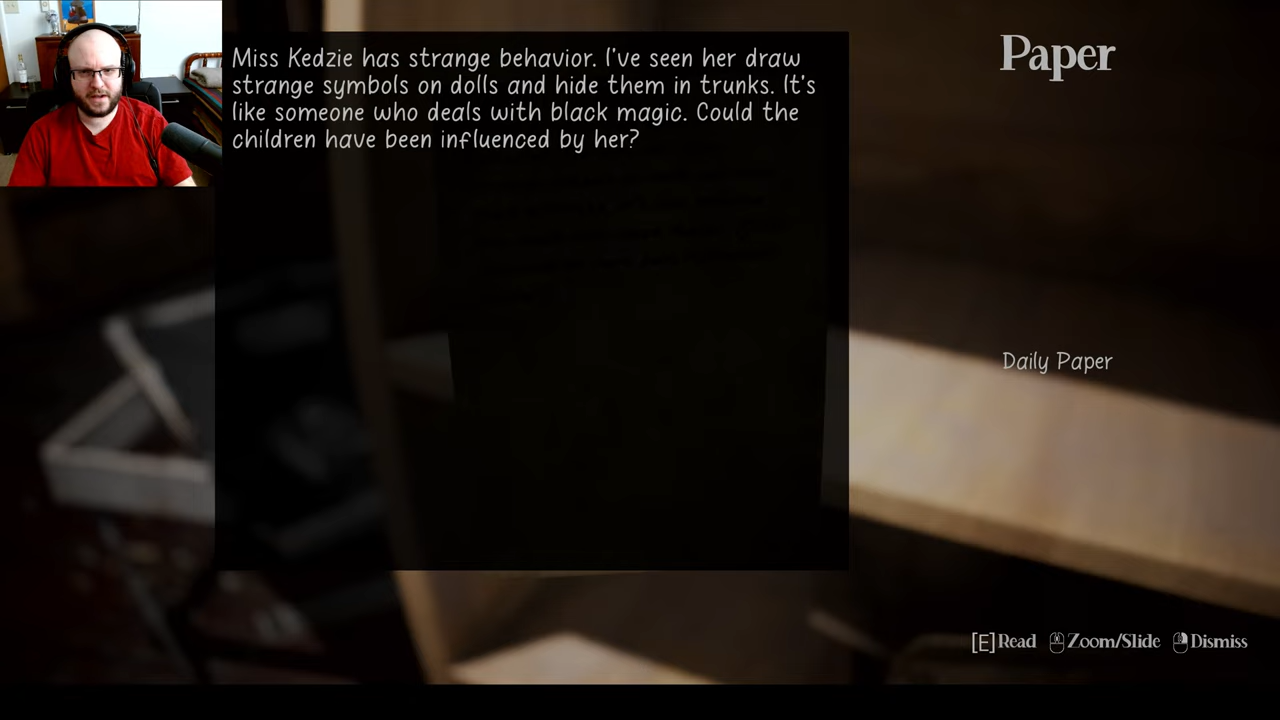 Miss Kedzie has strange behavior. I've seen her draw
strange symbols on dolls and hide them in trunks. It's
like someone who deals with black magic. Could the
children have been influenced by her?
Paper
Daily Paper
[E]Read Zoom/Slide Dismiss